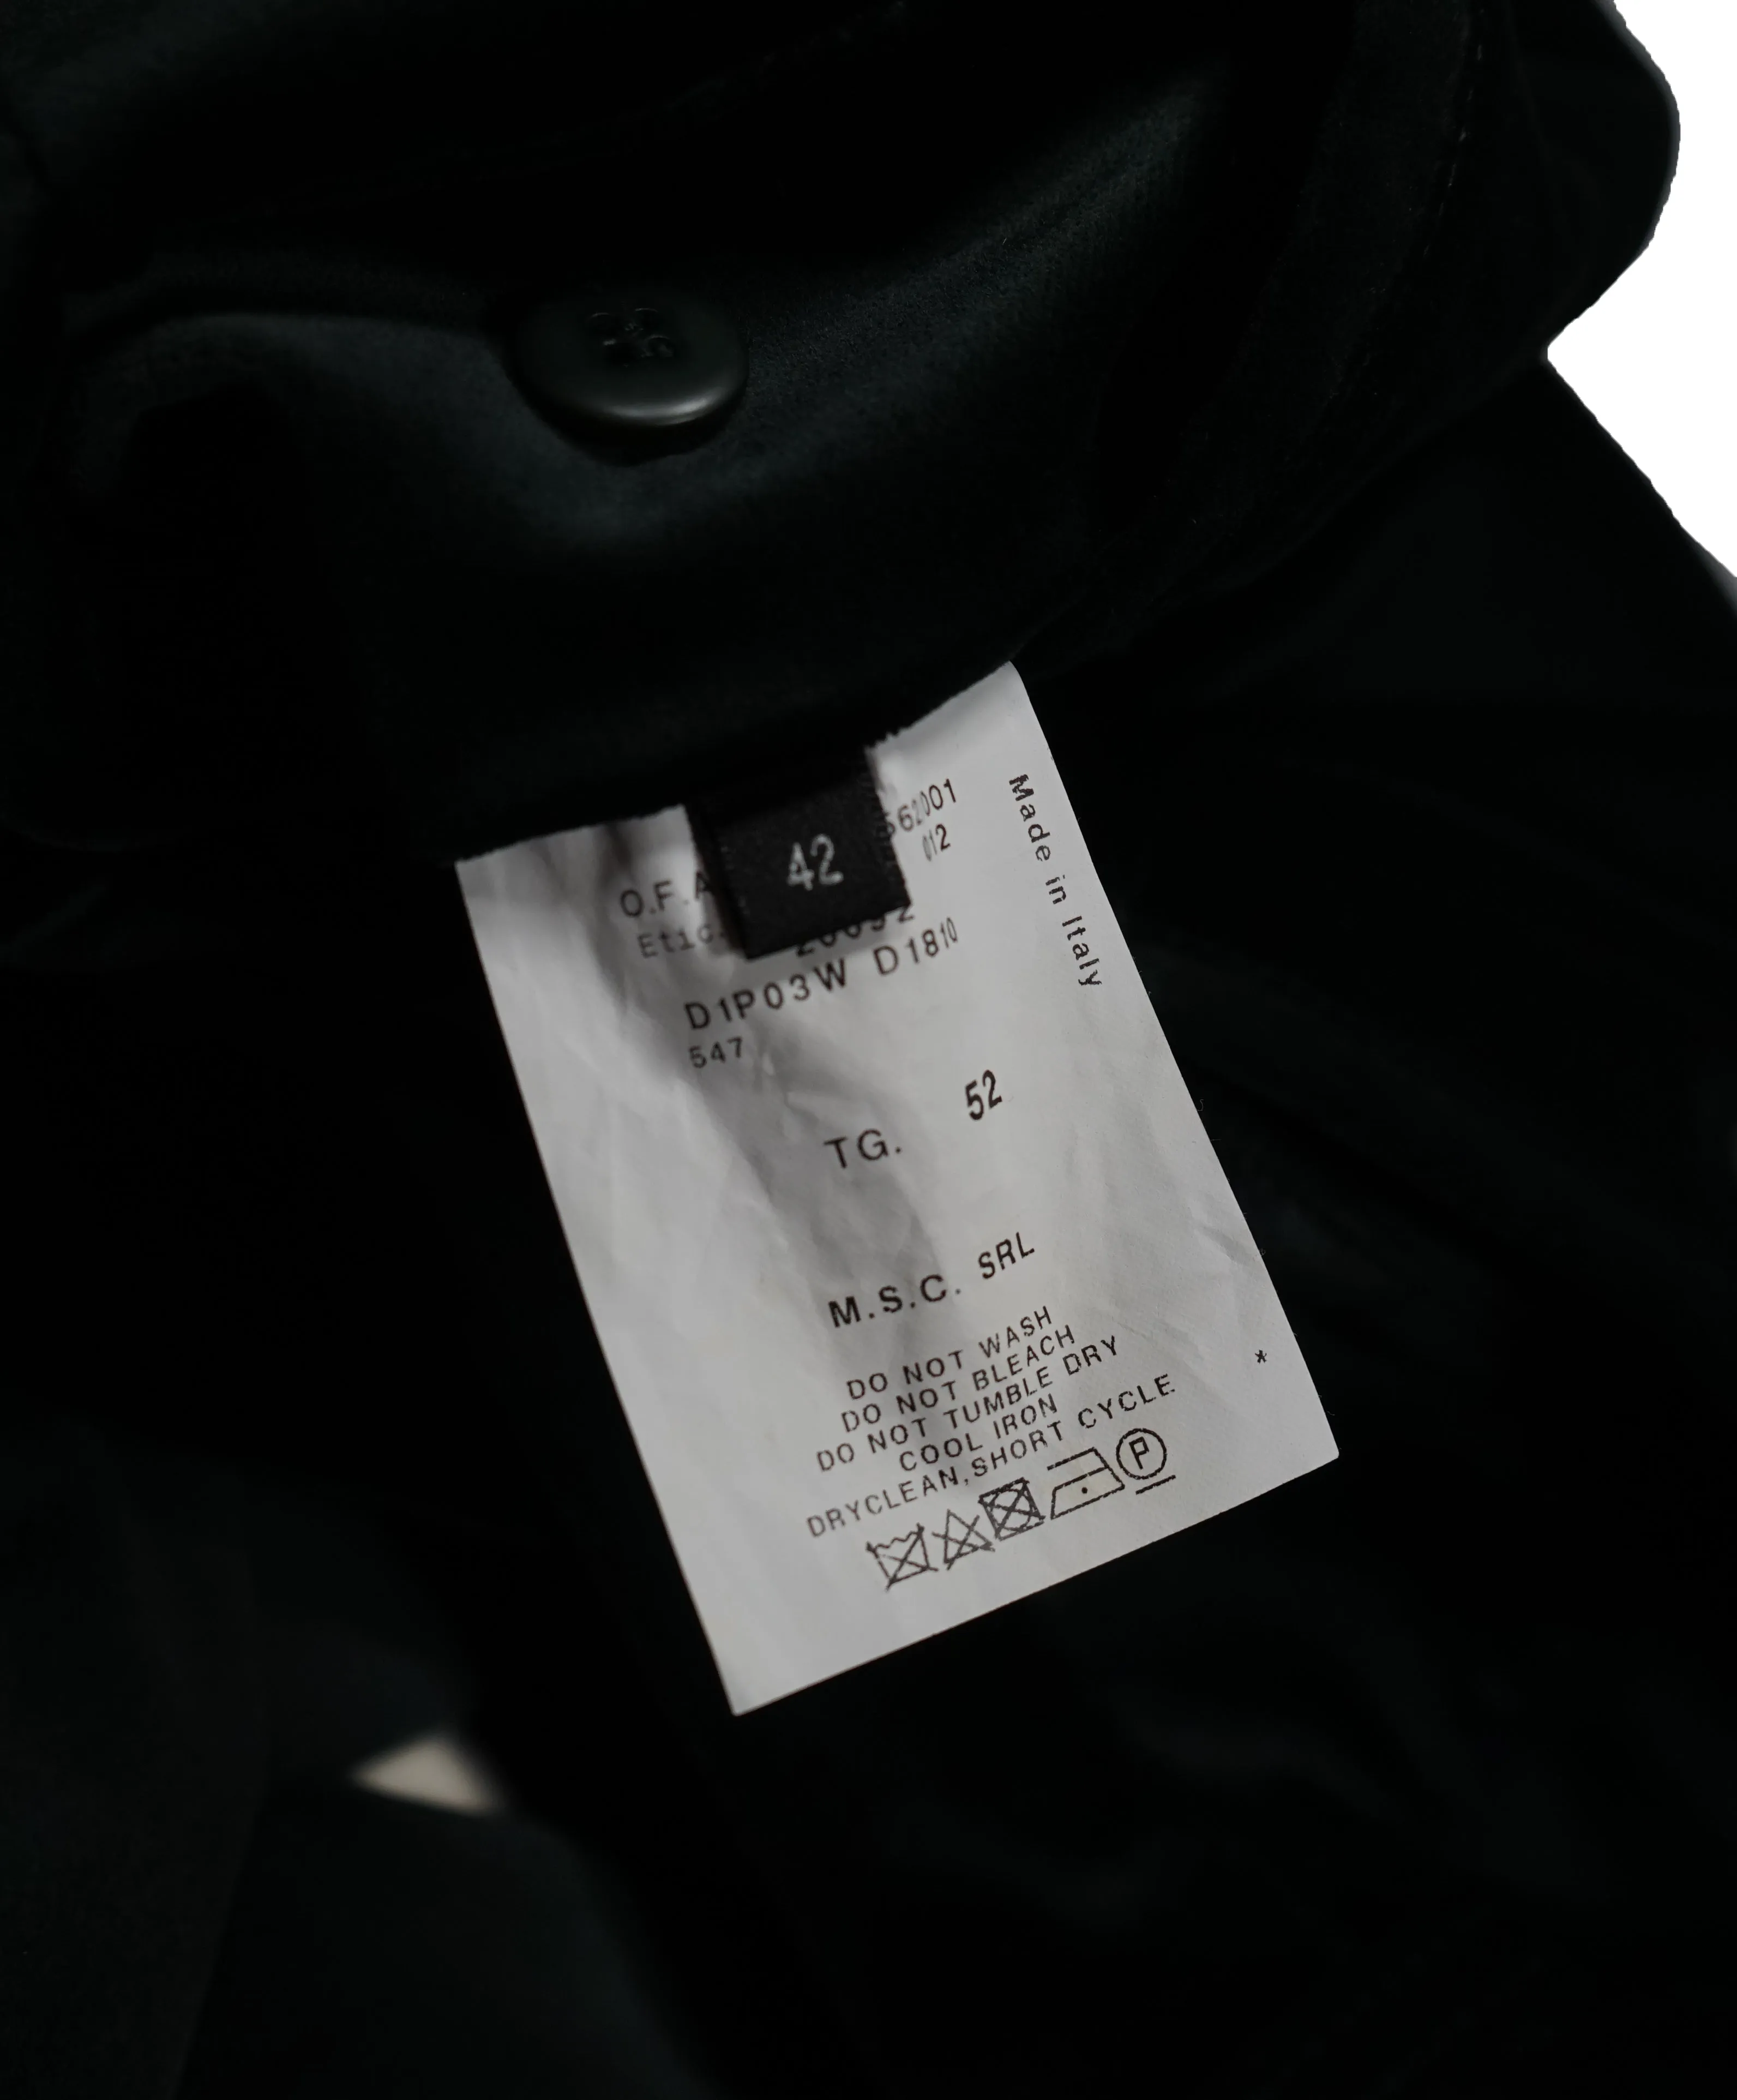 42
012
O.F.A
Etic.
D1P03W D1810
547
TG. 52
M.S.C. SRL
DO NOT WASH
DO NOT BLEACH
DO NOT TUMBLE DRY
COOL IRON
DRYCLEAN,SHORT CYCLE
P
Made in Italy
*